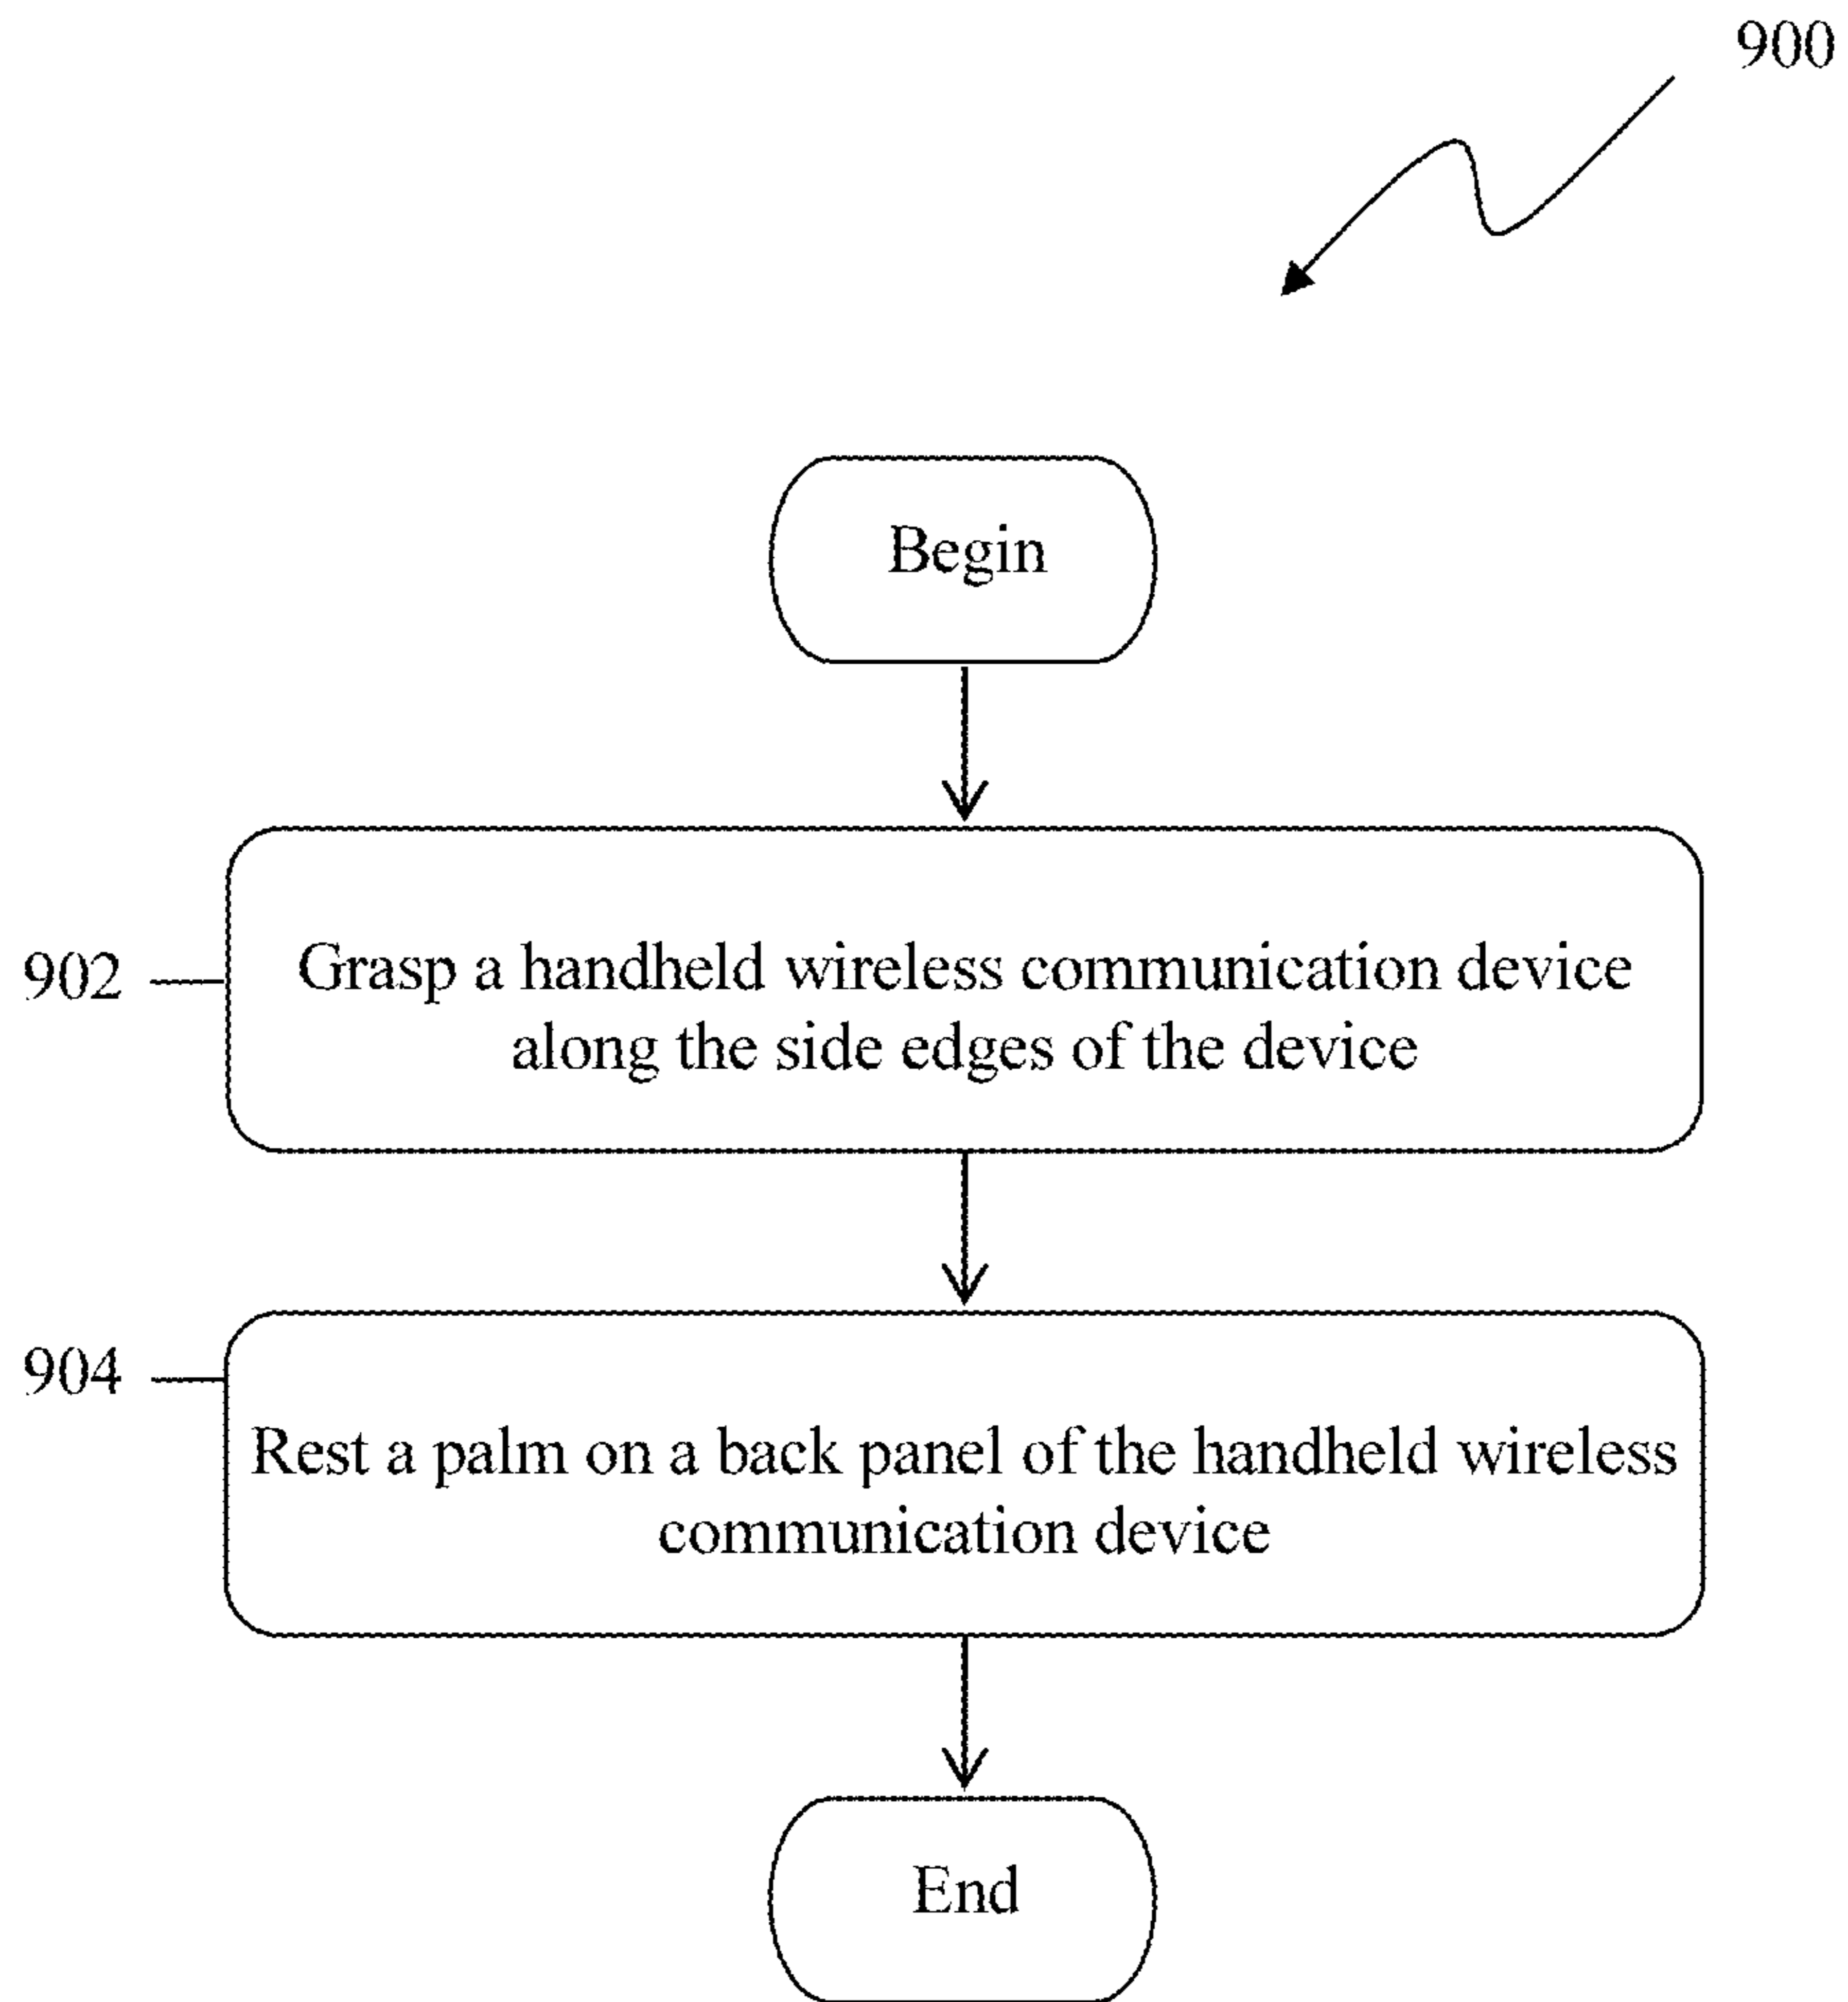 900
Begin
902
Grasp a handheld wireless communication device
along the side edges of the device
904
Rest a palm on a back panel of the handheld wireless
communication device
End